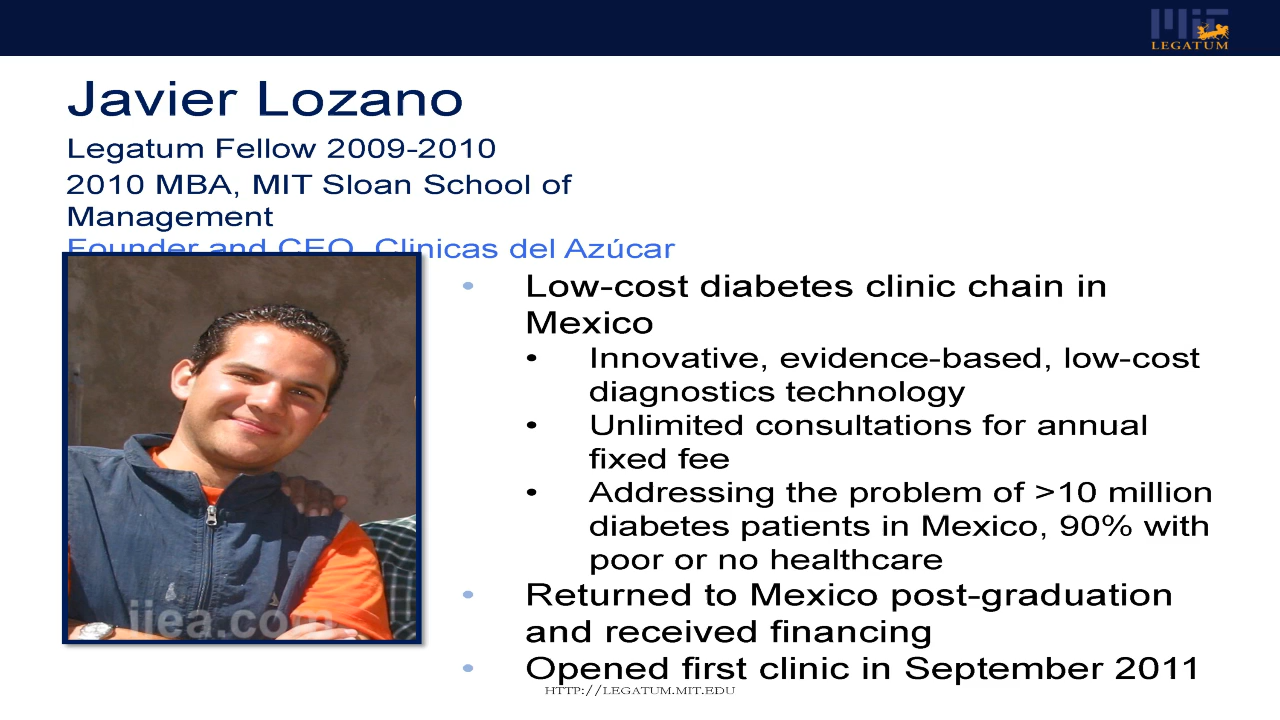 MIT
LEGATUM
Javier Lozano
Legatum Fellow 2009-2010
2010 MBA, MIT Sloan School of
Management
Founder and CEO, Clinicas del Azúcar
• Low-cost diabetes clinic chain in
Mexico
• Innovative, evidence-based, low-cost
diagnostics technology
• Unlimited consultations for annual
fixed fee
• Addressing the problem of >10 million
diabetes patients in Mexico, 90% with
poor or no healthcare
• Returned to Mexico post-graduation
and received financing
• Opened first clinic in September 2011
iiea.com
HTTP://LEGATUM.MIT.EDU